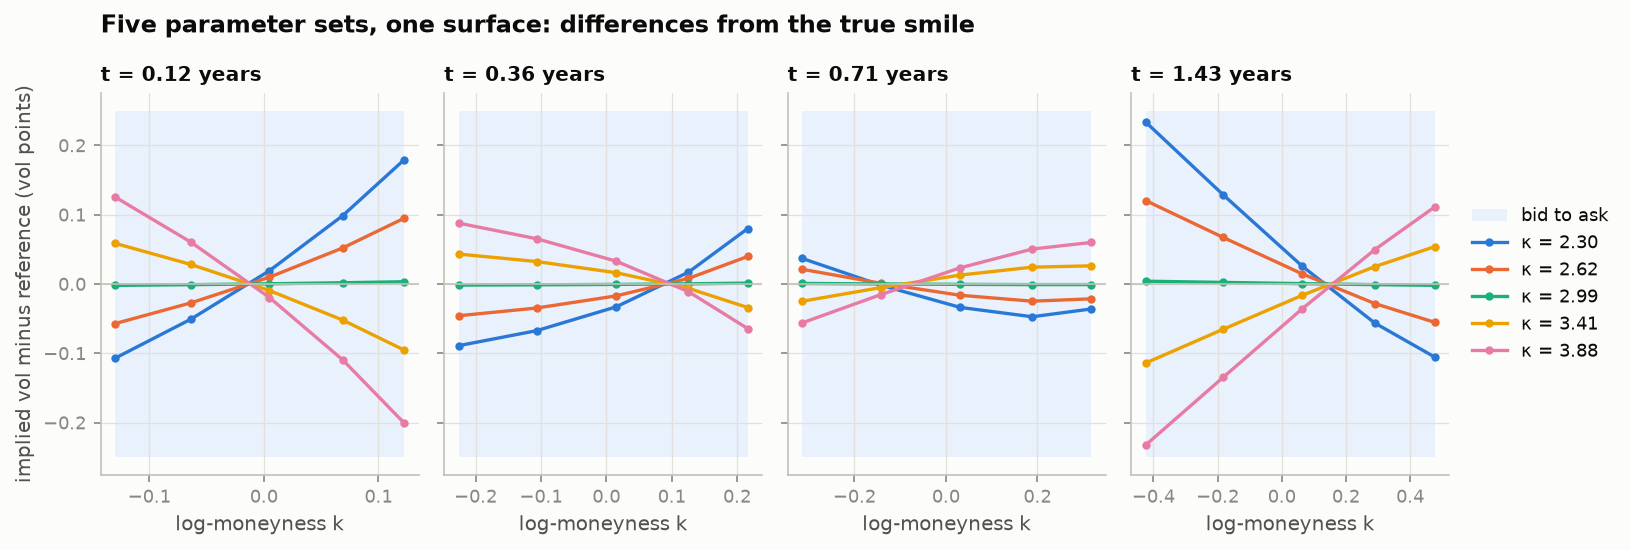 Five parameter sets, one surface: differences from the true smile
t = 0.12 years
t = 0.36 years
t = 0.71 years
t = 1.43 years
implied vol minus reference (vol points)
0.2
0.1
0.0
−0.1
−0.2
−0.1 0.0 0.1
−0.2 −0.1 0.0 0.1 0.2
−0.2 0.0 0.2
−0.4 −0.2 0.0 0.2 0.4
log-moneyness k
log-moneyness k
log-moneyness k
log-moneyness k
bid to ask
κ = 2.30
κ = 2.62
κ = 2.99
κ = 3.41
κ = 3.88